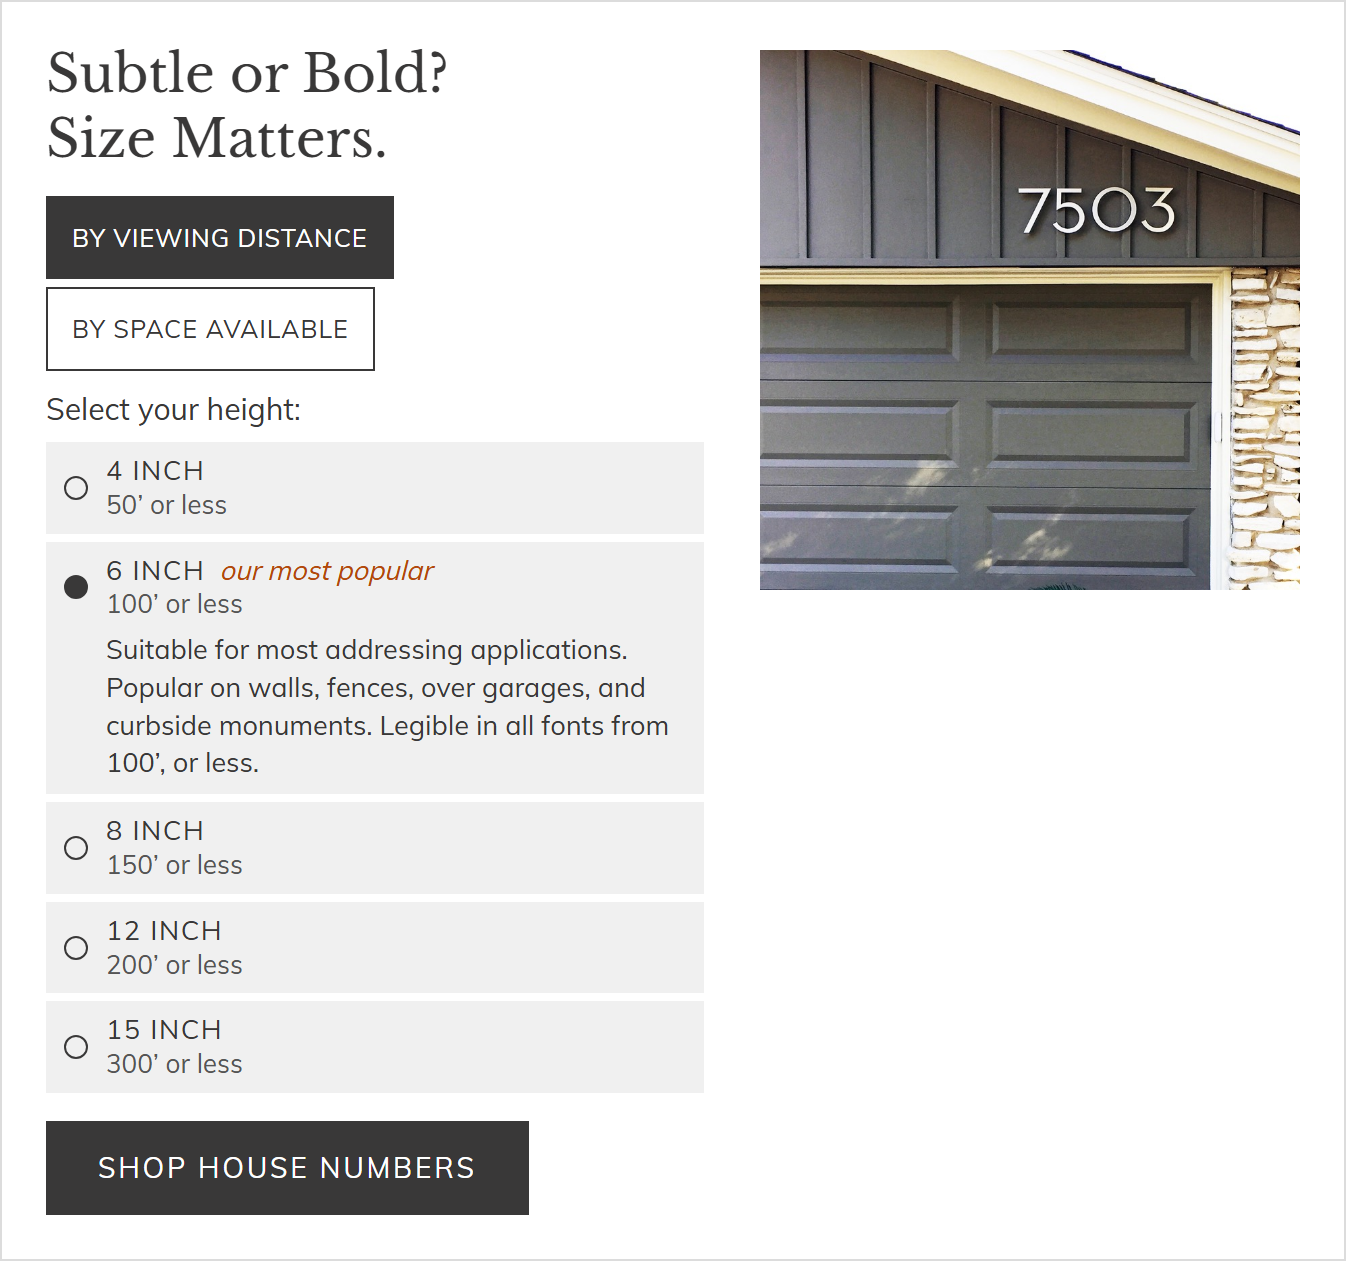 Subtle or Bold?
Size Matters.
BY VIEWING DISTANCE
BY SPACE AVAILABLE
Select your height:
4 INCH
50’ or less
6 INCH our most popular
100’ or less
Suitable for most addressing applications.
Popular on walls, fences, over garages, and
curbside monuments. Legible in all fonts from
100’, or less.
8 INCH
150’ or less
12 INCH
200’ or less
15 INCH
300’ or less
SHOP HOUSE NUMBERS
7503